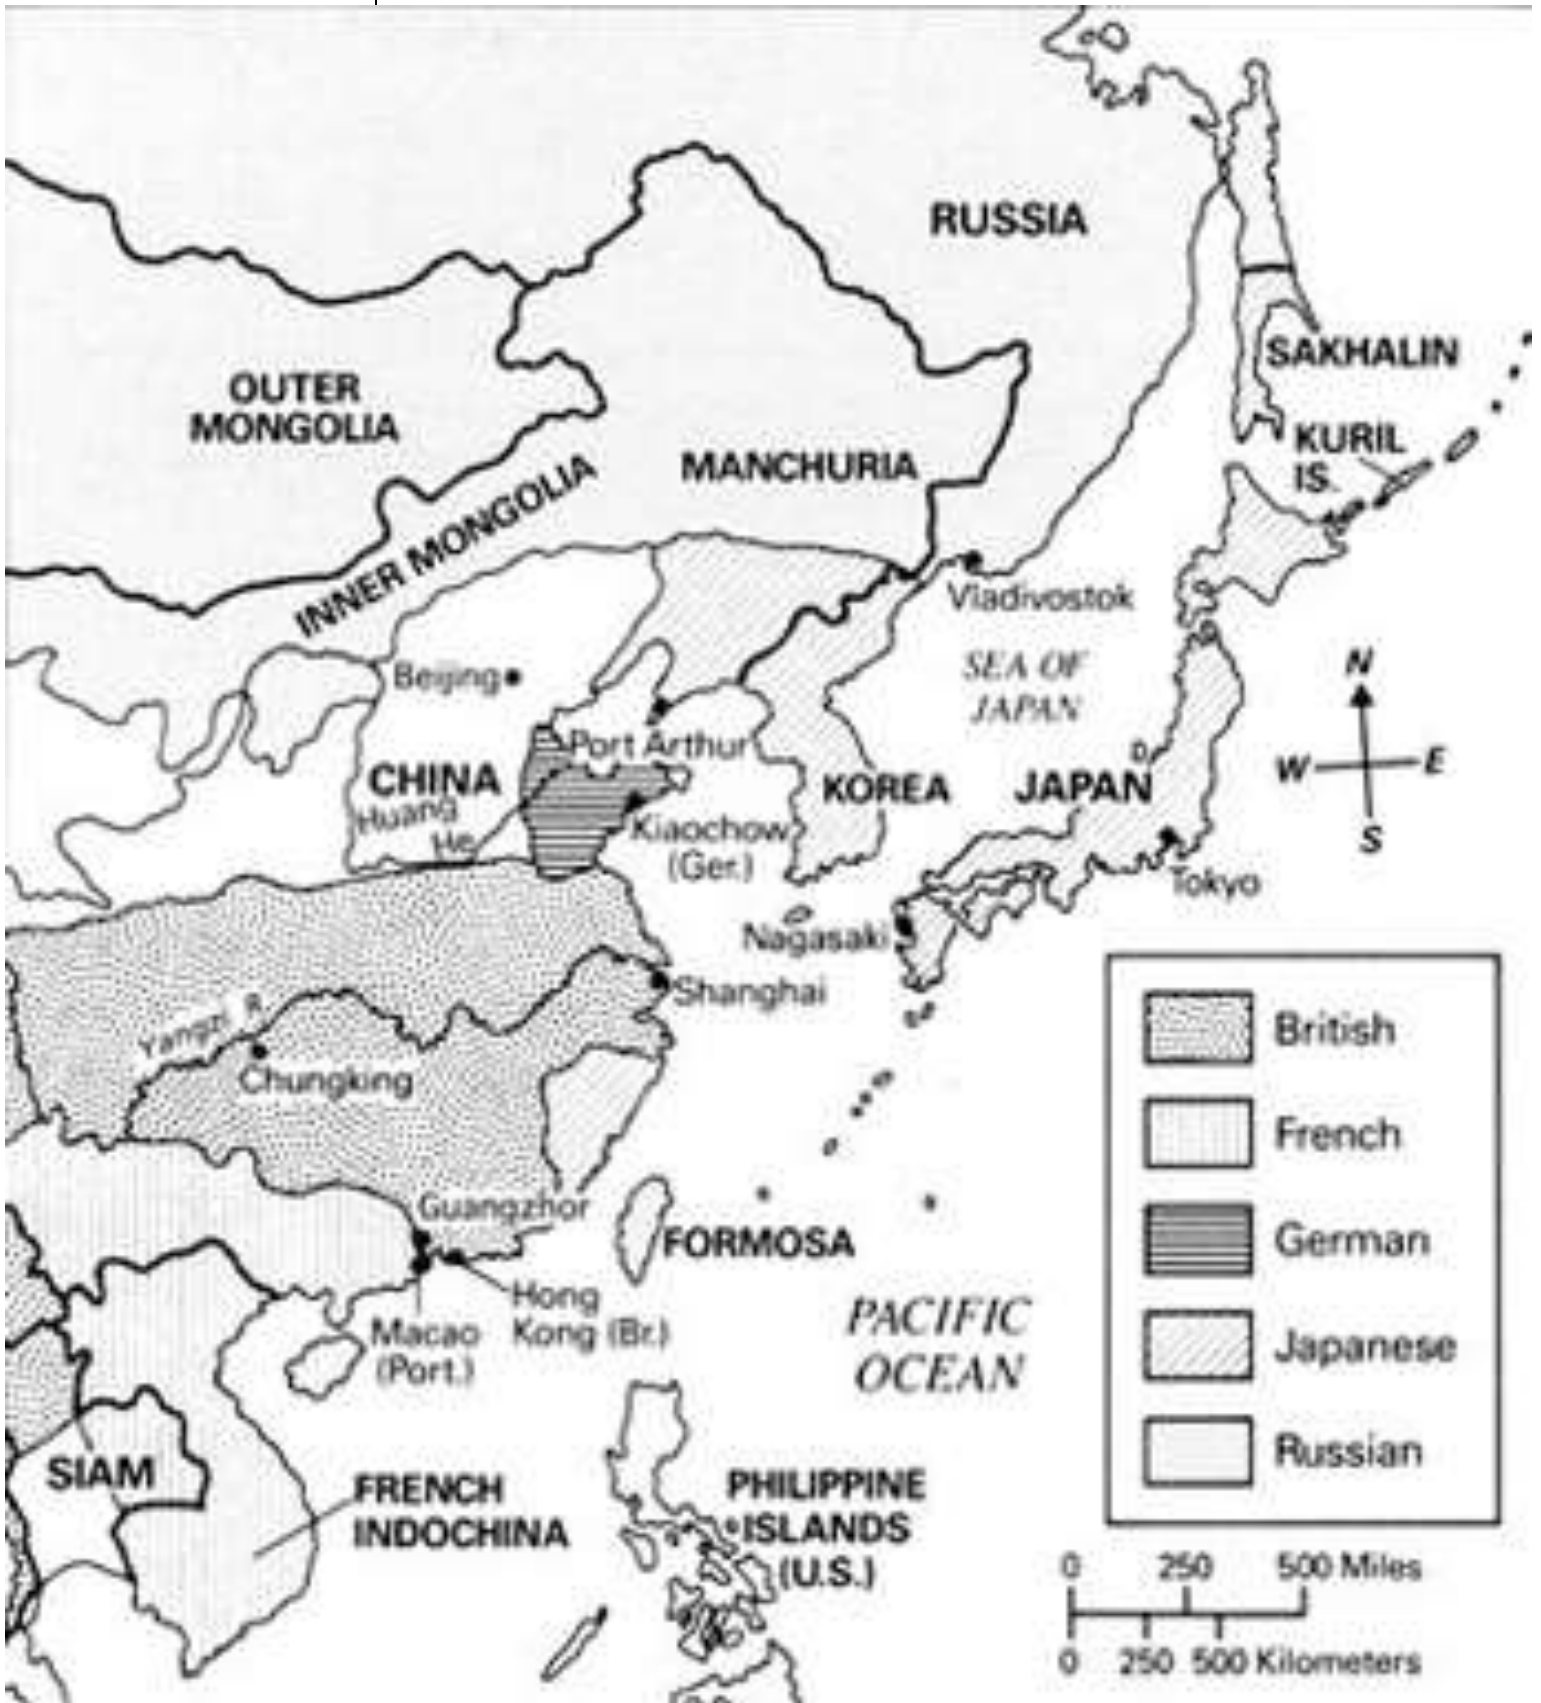 RUSSIA
OUTER
MONGOLIA
SAKHALIN
KURIL
IS.
MANCHURIA
INNER MONGOLIA
Vladivostok
SEA OF
JAPAN
Beijing
Port Arthur
CHINA
Huang
He
KOREA
JAPAN
Kiaochow
(Ger.)
Tokyo
Nagasaki
N
W
E
S
Shanghai
Yangzi R.
Chungking
Guangzhor
FORMOSA
Hong
Kong (Br.)
Macao
(Port.)
PACIFIC
OCEAN
SIAM
FRENCH
INDOCHINA
PHILIPPINE
ISLANDS
(U.S.)
British
French
German
Japanese
Russian
0 250 500 Miles
0 250 500 Kilometers